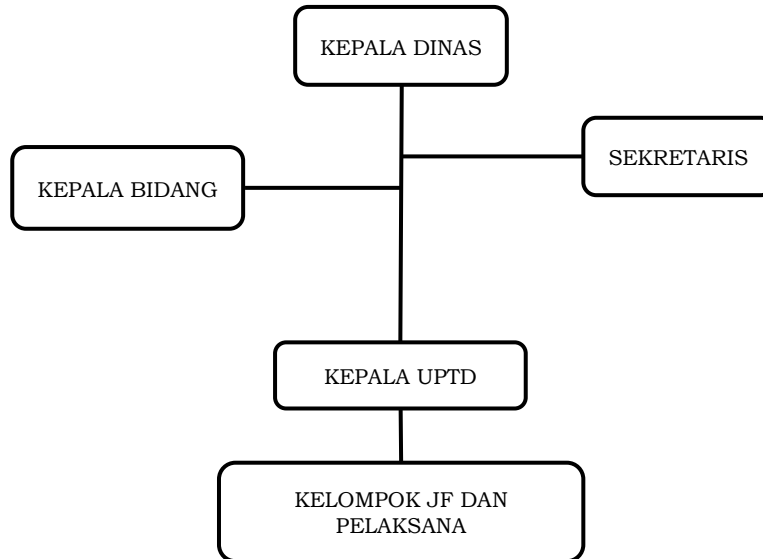 KEPALA DINAS
SEKRETARIS
KEPALA BIDANG
KEPALA UPTD
KELOMPOK JF DAN
PELAKSANA